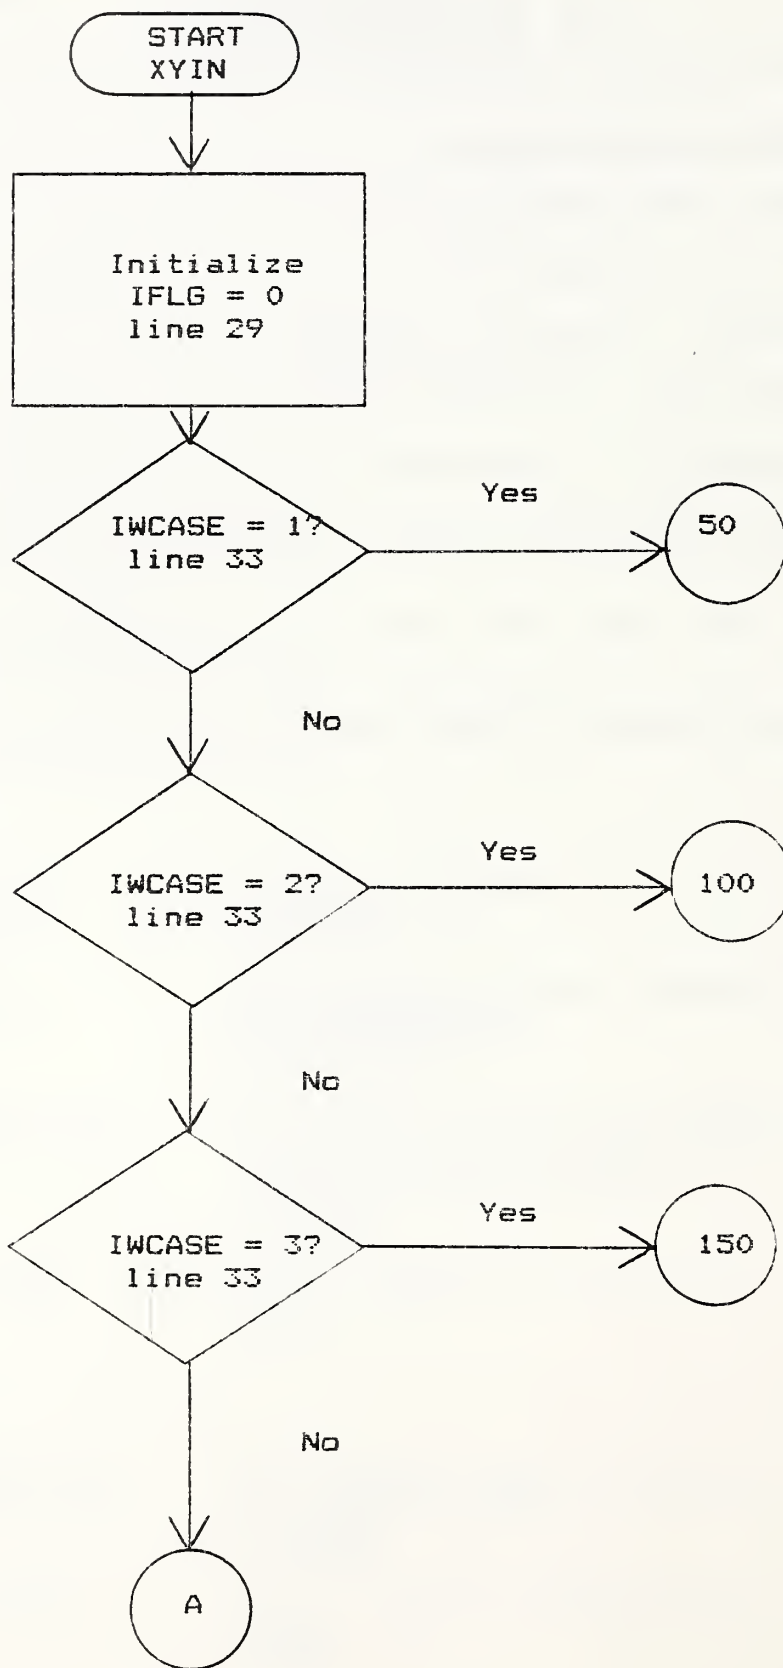 START
XYIN
Initialize
IFLG = 0
line 29
IWCASE = 1?
line 33
Yes
50
No
IWCASE = 2?
line 33
Yes
100
No
IWCASE = 3?
line 33
Yes
150
No
A